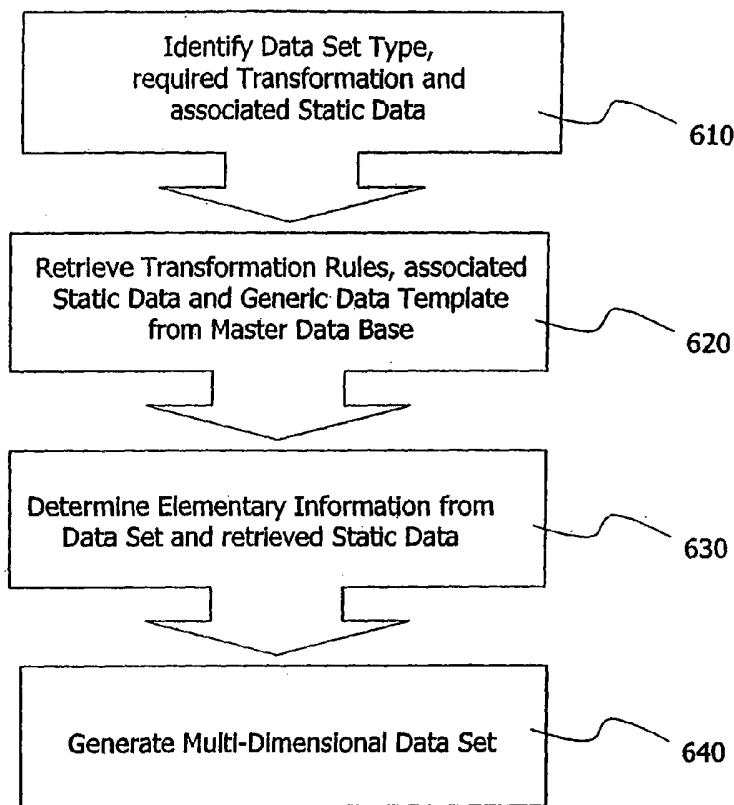 Identify Data Set Type,
required Transformation and
associated Static Data
610
Retrieve Transformation Rules, associated
Static Data and Generic Data Template
from Master Data Base
620
Determine Elementary Information from
Data Set and retrieved Static Data
630
Generate Multi-Dimensional Data Set
640